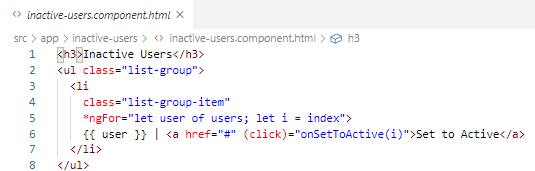 inactive-users.component.html
src > app > inactive-users > inactive-users.component.html > h3
1 <h3>Inactive Users</h3>
2 <ul class="list-group">
3 <li
4 class="list-group-item"
5 *ngFor="let user of users; let i = index">
6 {{ user }} | <a href="#" (click)="onSetToActive(i)">Set to Active</a>
7 </li>
8 </ul>